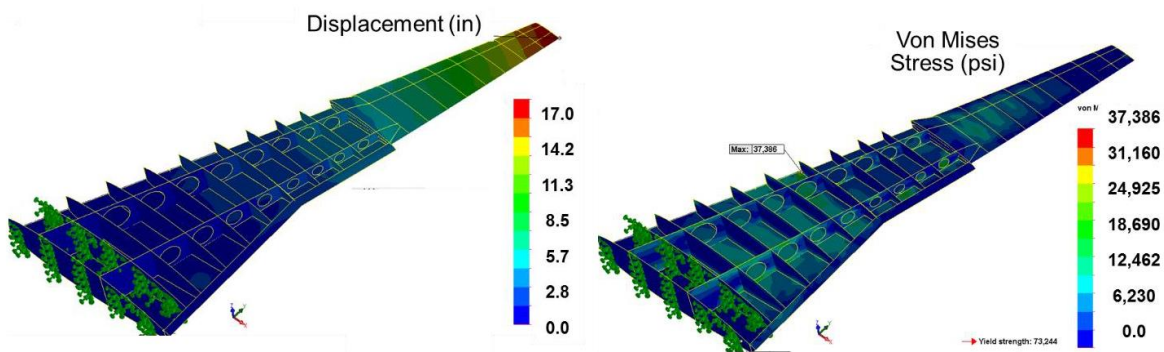 Displacement (in)
17.0
14.2
11.3
8.5
5.7
2.8
0.0
Von Mises
Stress (psi)
von M
37,386
31,160
24,925
18,690
12,462
6,230
0.0
Max: 37,386
Yield strength: 73,244